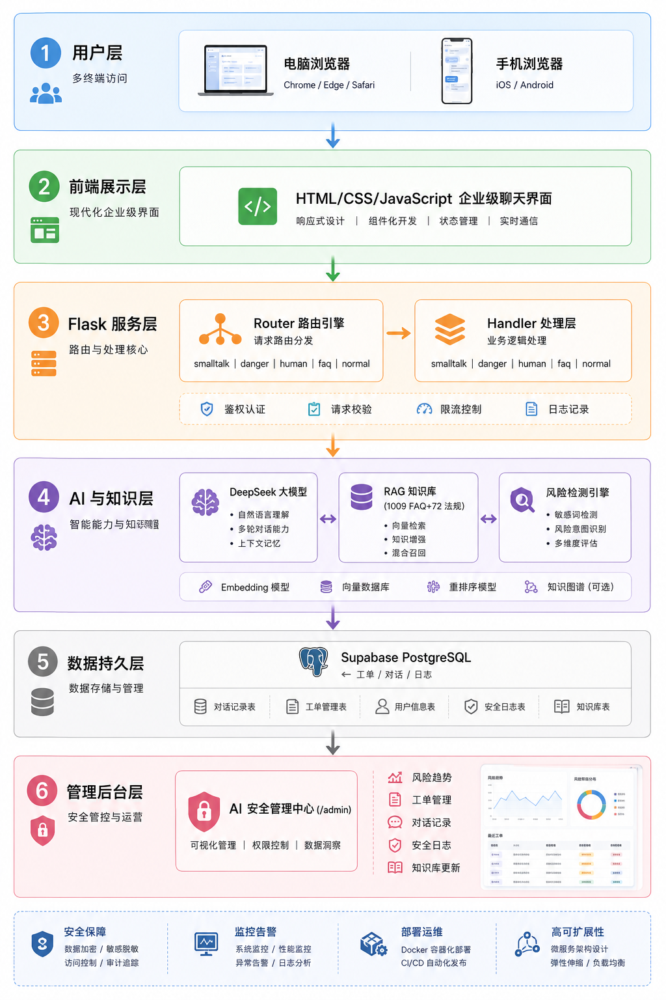 1
用户层
多终端访问
电脑浏览器
Chrome / Edge / Safari
手机浏览器
iOS / Android
2
前端展示层
现代化企业级界面
</>
HTML/CSS/JavaScript 企业级聊天界面
响应式设计 | 组件化开发 | 状态管理 | 实时通信
3
Flask 服务层
路由与处理核心
Router 路由引擎
请求路由分发
smalltalk | danger | human | faq | normal
Handler 处理层
业务逻辑处理
smalltalk | danger | human | faq | normal
鉴权认证
请求校验
限流控制
日志记录
4
AI 与知识层
智能能力与知
DeepSeek 大模型
• 自然语言理解
• 多轮对话能力
• 上下文记忆
RAG 知识库
(1009 FAQ+72 法规)
• 向量检索
• 知识增强
• 混合召回
风险检测引擎
• 敏感词检测
• 风险意图识别
• 多维度评估
Embedding 模型
向量数据库
重排序模型
知识图谱 (可选)
5
数据持久层
数据存储与管理
Supabase PostgreSQL
← 工单 / 对话 / 日志
对话记录表
工单管理表
用户信息表
安全日志表
知识库表
6
管理后台层
安全管控与运营
AI 安全管理中心 (/admin)
可视化管理 | 权限控制 | 数据洞察
风险趋势
工单管理
对话记录
安全日志
知识库更新
风险趋势
最近工单
安全保障
数据加密 / 敏感脱敏
访问控制 / 审计追踪
监控告警
系统监控 / 性能监控
异常告警 / 日志分析
部署运维
Docker 容器化部署
CI/CD 自动化发布
高可扩展性
微服务架构设计
弹性伸缩 / 负载均衡